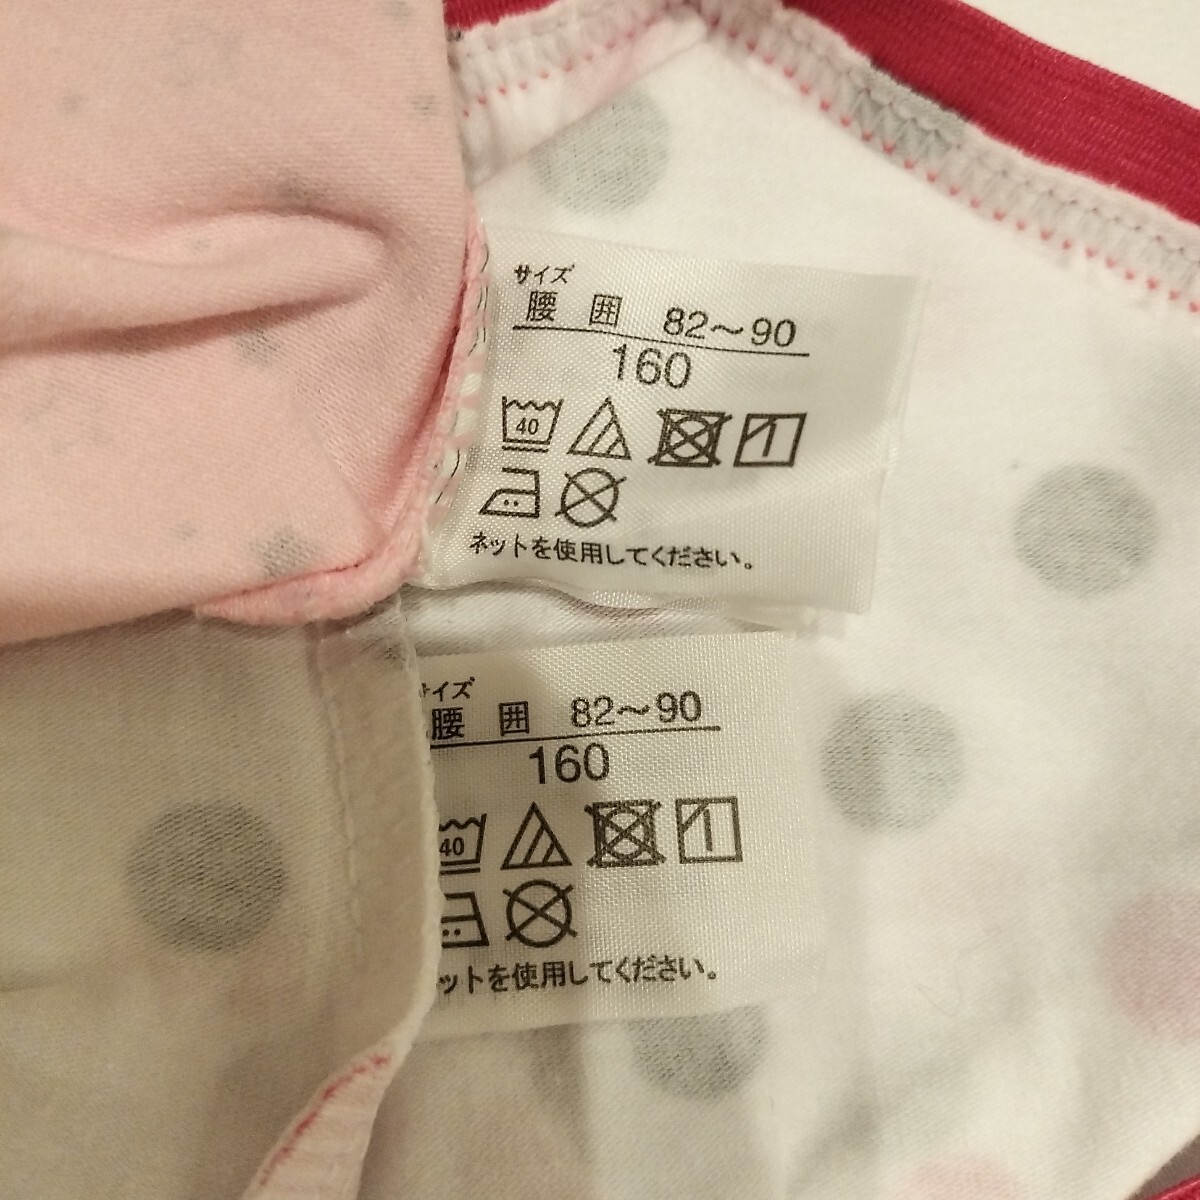 サイズ
腰 囲 82～90
160
40
ネットを使用してください。
サイズ
腰 囲 82～90
160
40
ットを使用してください。